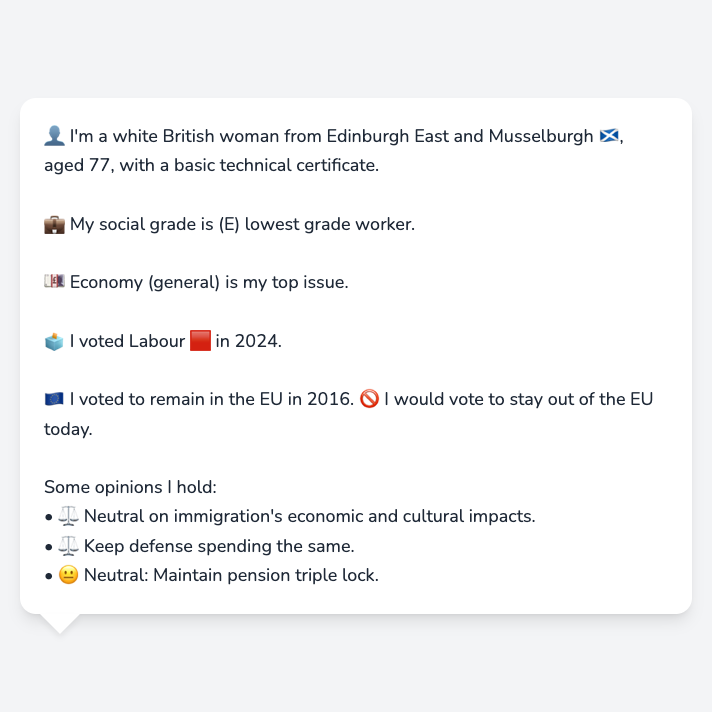 👤 I'm a white British woman from Edinburgh East and Musselburgh 🏴󠁧󠁢󠁳󠁣󠁴󠁿,
aged 77, with a basic technical certificate.
💼 My social grade is (E) lowest grade worker.
💷 Economy (general) is my top issue.
🗳️ I voted Labour 🟥 in 2024.
🇪🇺 I voted to remain in the EU in 2016. 🚫 I would vote to stay out of the EU
today.
Some opinions I hold:
• ⚖️ Neutral on immigration's economic and cultural impacts.
• ⚖️ Keep defense spending the same.
• 😐 Neutral: Maintain pension triple lock.